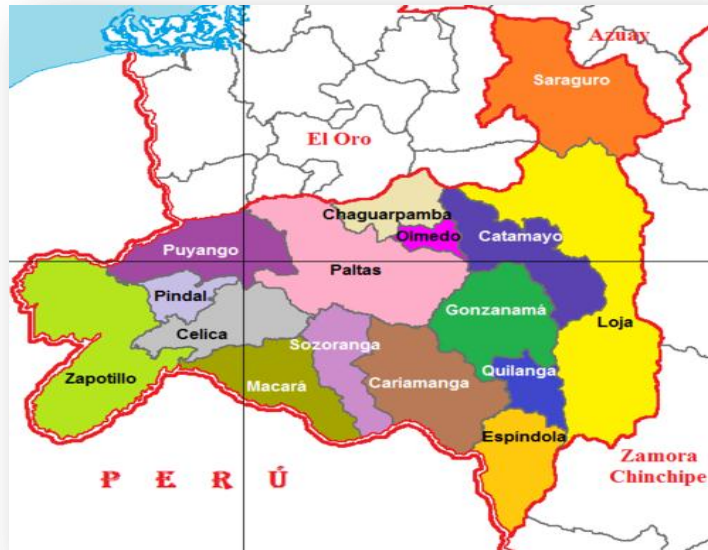 Azuay
Saraguro
El Oro
Chaguarpamba
Olmedo
Catamayo
Puyango
Paltas
Pindal
Gonzanamá
Loja
Celica
Sozoranga
Zapotillo
Macará
Cariamanga
Quilanga
Espíndola
PERÚ
Zamora
Chinchipe